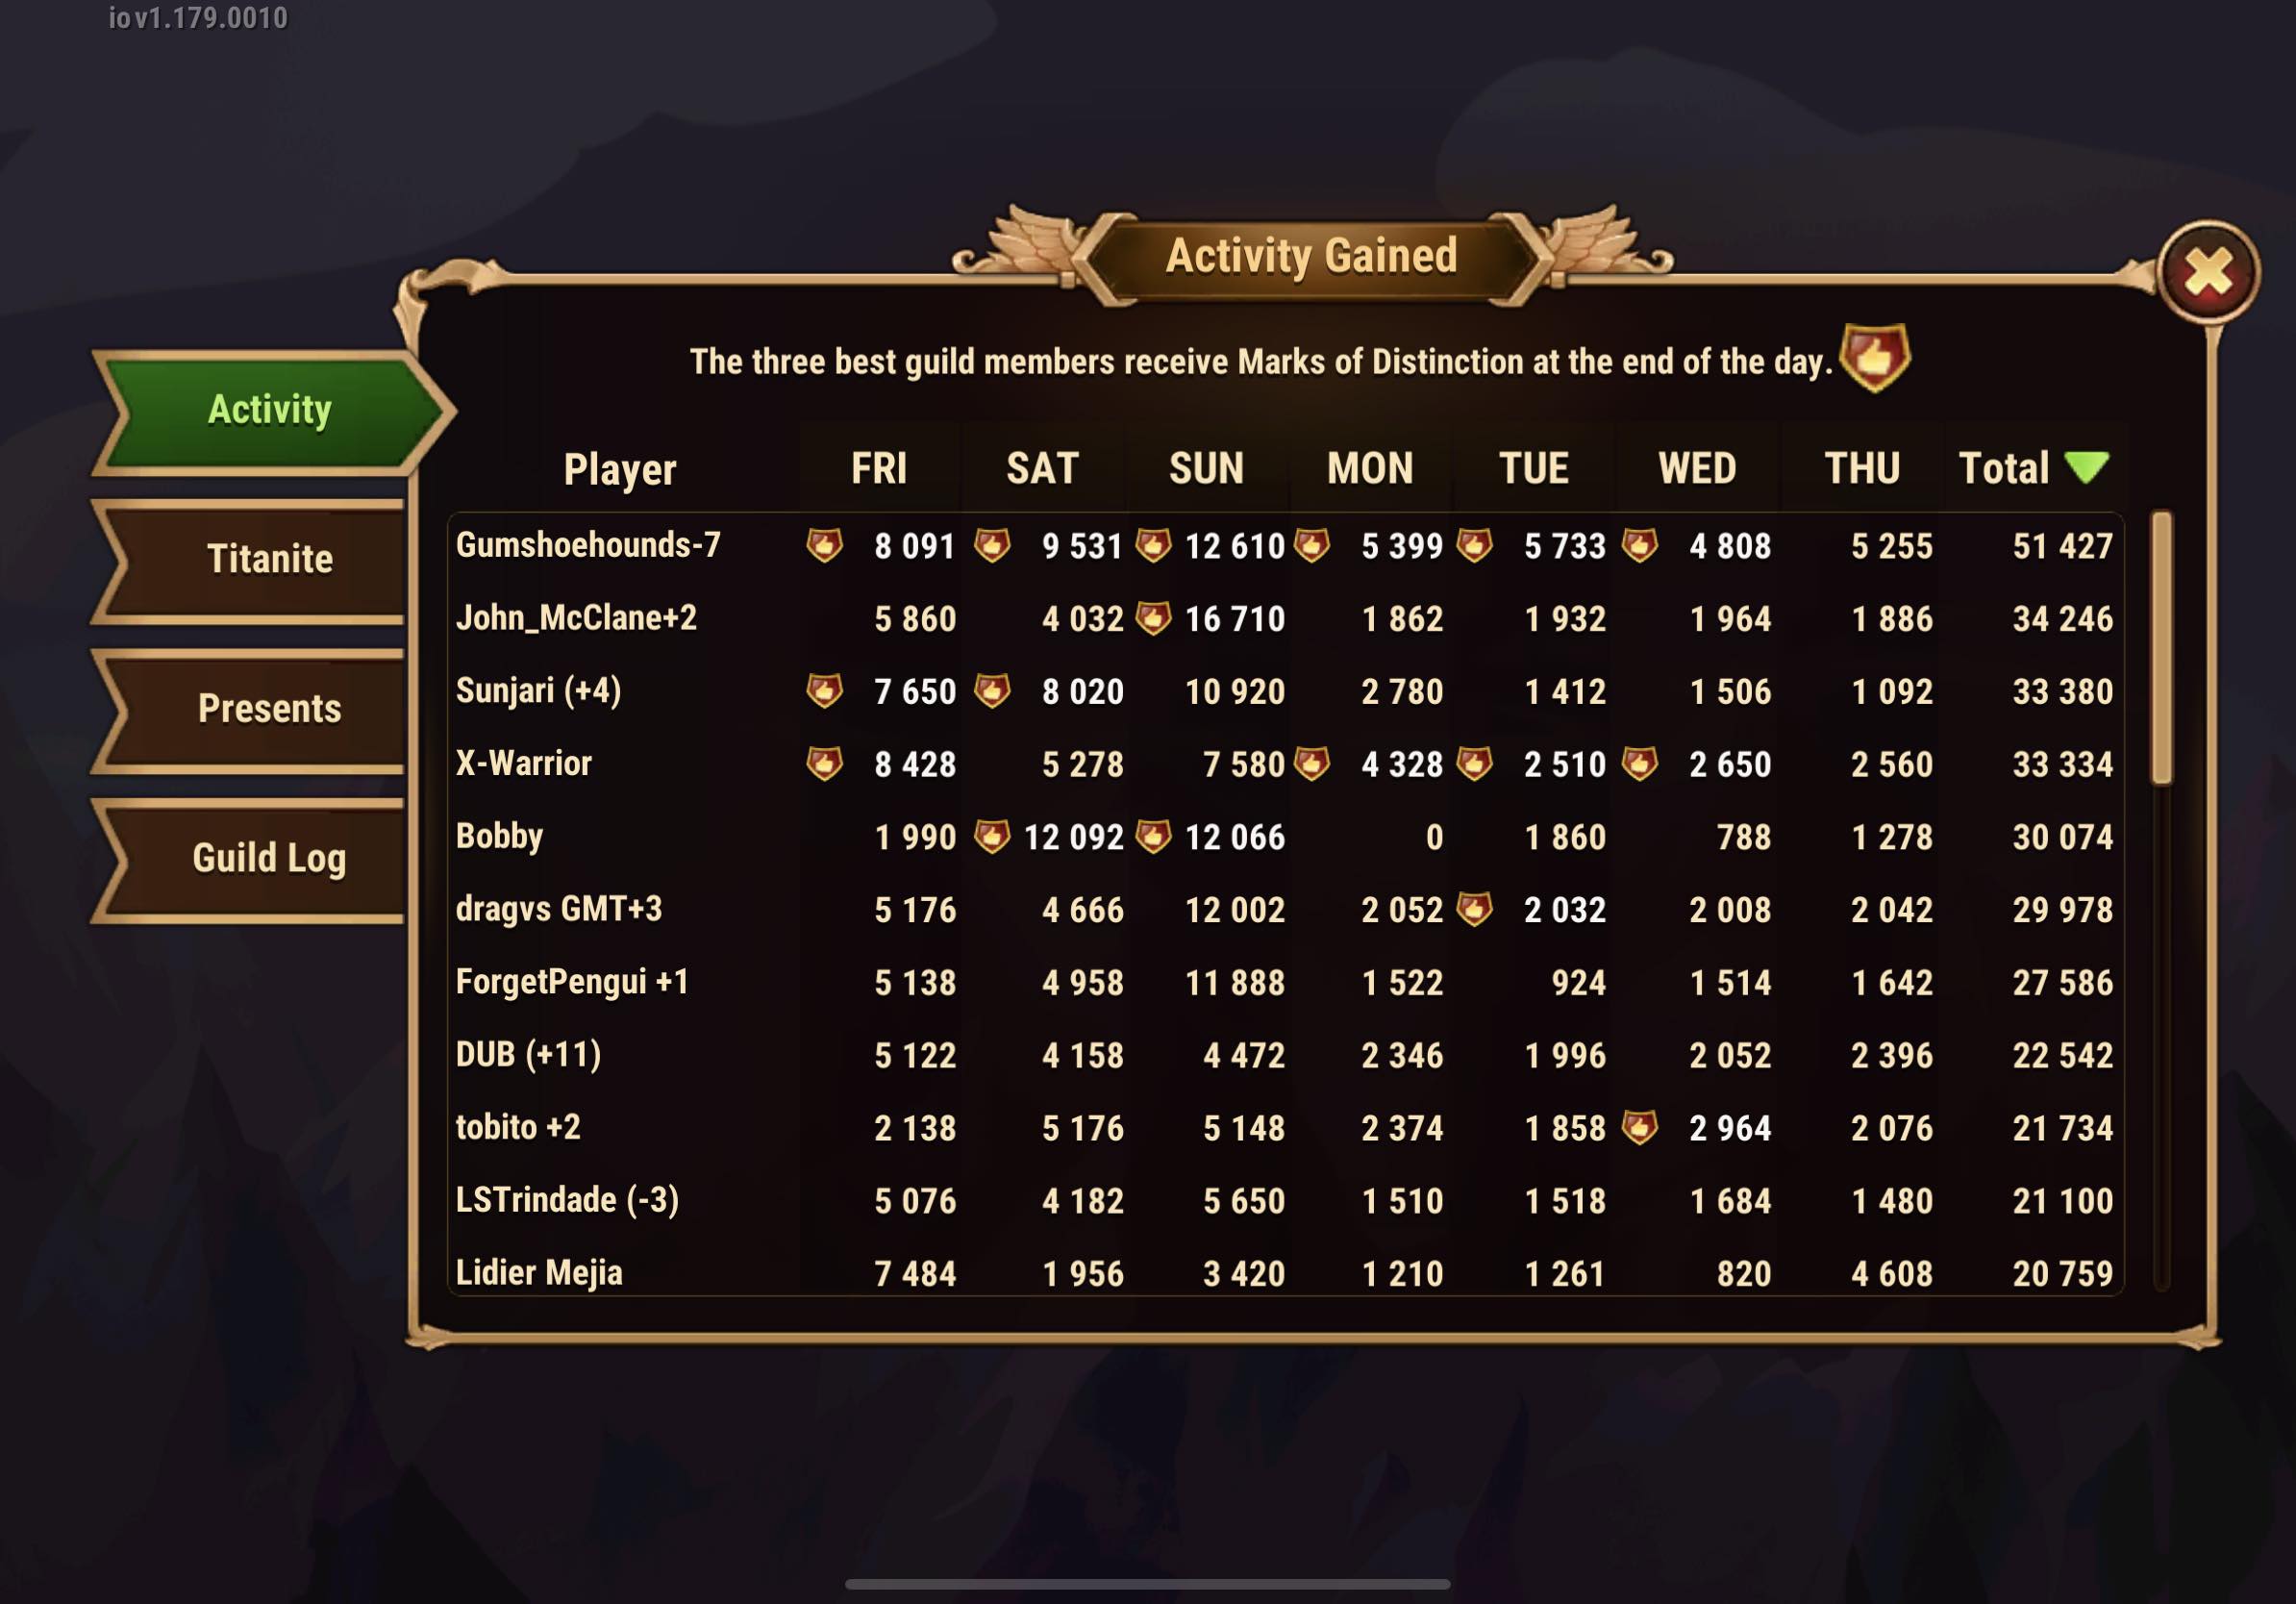 iov1.179.0010
Activity Gained
The three best guild members receive Marks of Distinction at the end of the day.
Activity
Titanite
Presents
Guild Log
Player FRI SAT SUN MON TUE WED THU Total
Gumshoehounds-7 8 091 9 531 12 610 5 399 5 733 4 808 5 255 51 427
John_McClane+2 5 860 4 032 16 710 1 862 1 932 1 964 1 886 34 246
Sunjari (+4) 7 650 8 020 10 920 2 780 1 412 1 506 1 092 33 380
X-Warrior 8 428 5 278 7 580 4 328 2 510 2 650 2 560 33 334
Bobby 1 990 12 092 12 066 0 1 860 788 1 278 30 074
dragvs GMT+3 5 176 4 666 12 002 2 052 2 032 2 008 2 042 29 978
ForgetPengui +1 5 138 4 958 11 888 1 522 924 1 514 1 642 27 586
DUB (+11) 5 122 4 158 4 472 2 346 1 996 2 052 2 396 22 542
tobito +2 2 138 5 176 5 148 2 374 1 858 2 964 2 076 21 734
LSTrindade (-3) 5 076 4 182 5 650 1 510 1 518 1 684 1 480 21 100
Lidier Mejia 7 484 1 956 3 420 1 210 1 261 820 4 608 20 759